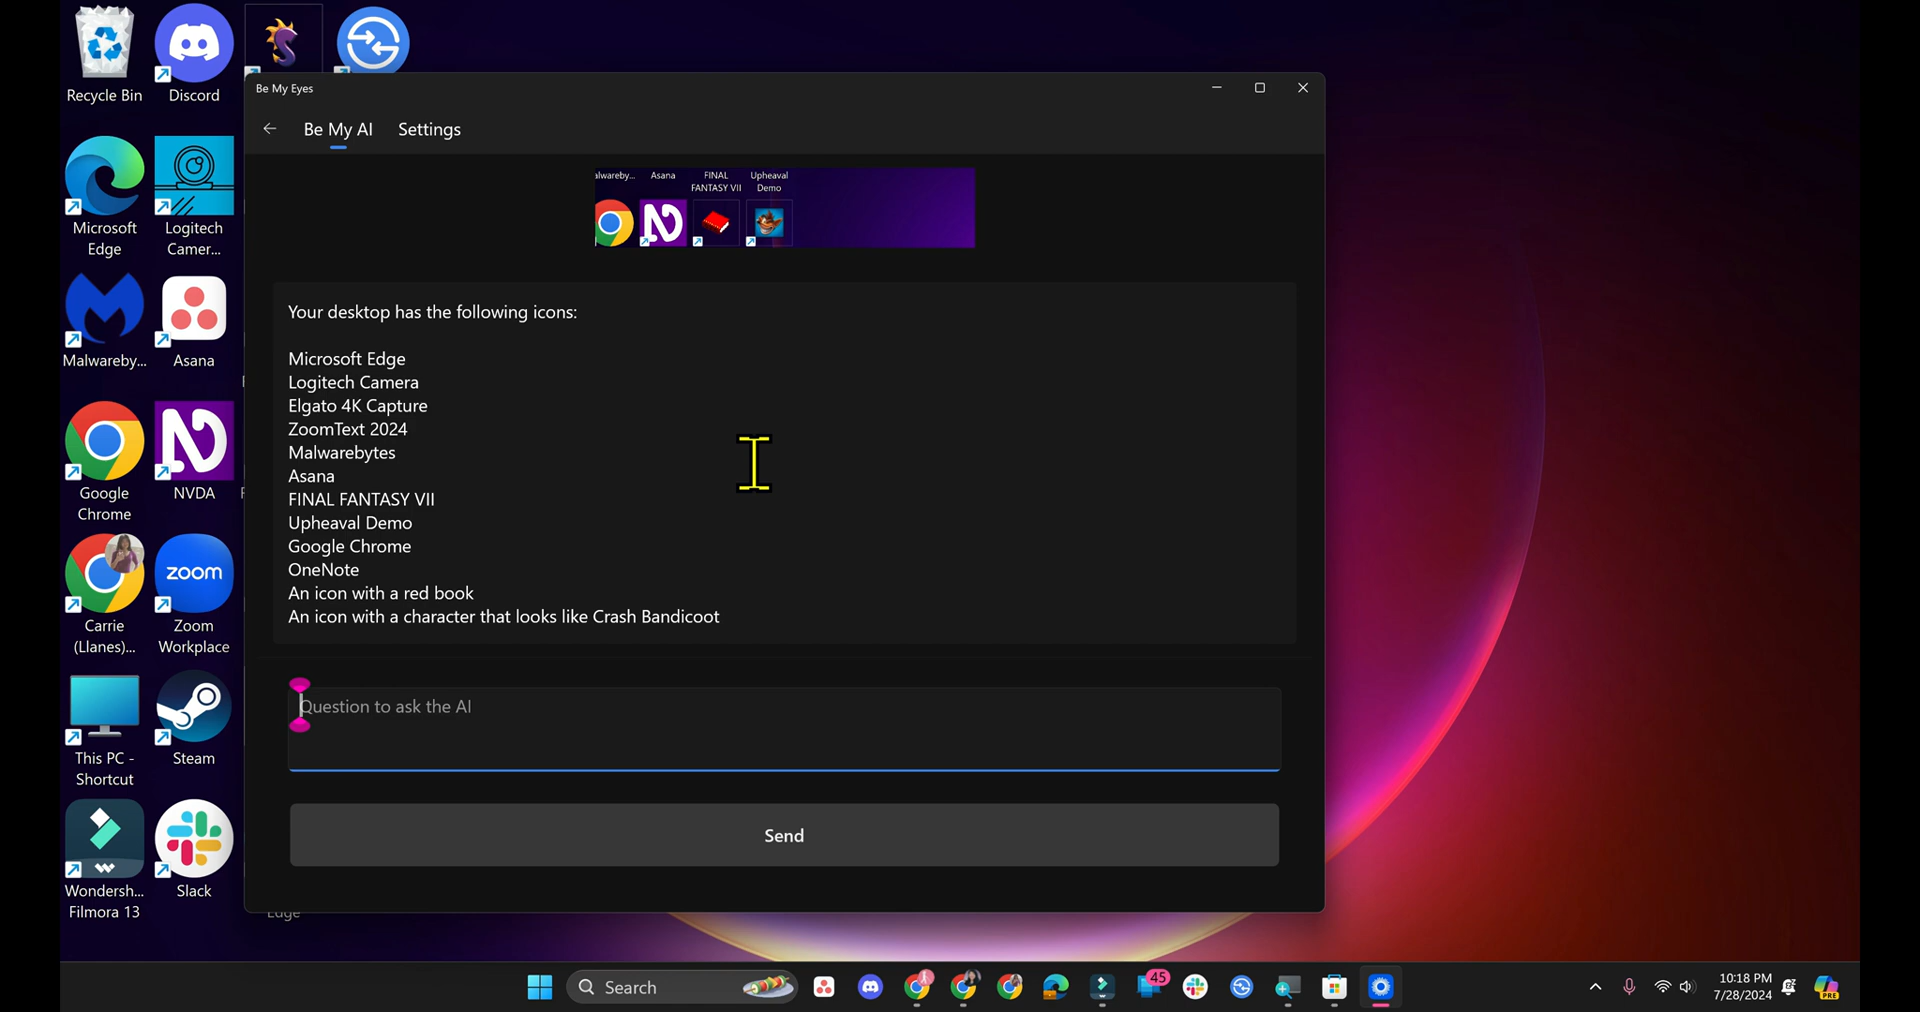 Recycle Bin
Discord
Microsoft
Edge
Logitech
Camer...
Malwareby...
Asana
Google
Chrome
NVDA
Carrie
(Llanes)...
zoom
Zoom
Workplace
This PC -
Shortcut
Steam
Wondersh...
Filmora 13
Slack
Edge
Be My Eyes
Be My AI
Settings
alwareby...
Asana
FINAL
FANTASY VII
Upheaval
Demo
Your desktop has the following icons:
Microsoft Edge
Logitech Camera
Elgato 4K Capture
ZoomText 2024
Malwarebytes
Asana
FINAL FANTASY VII
Upheaval Demo
Google Chrome
OneNote
An icon with a red book
An icon with a character that looks like Crash Bandicoot
Question to ask the AI
Send
Search
45
10:18 PM
7/28/2024
PRE